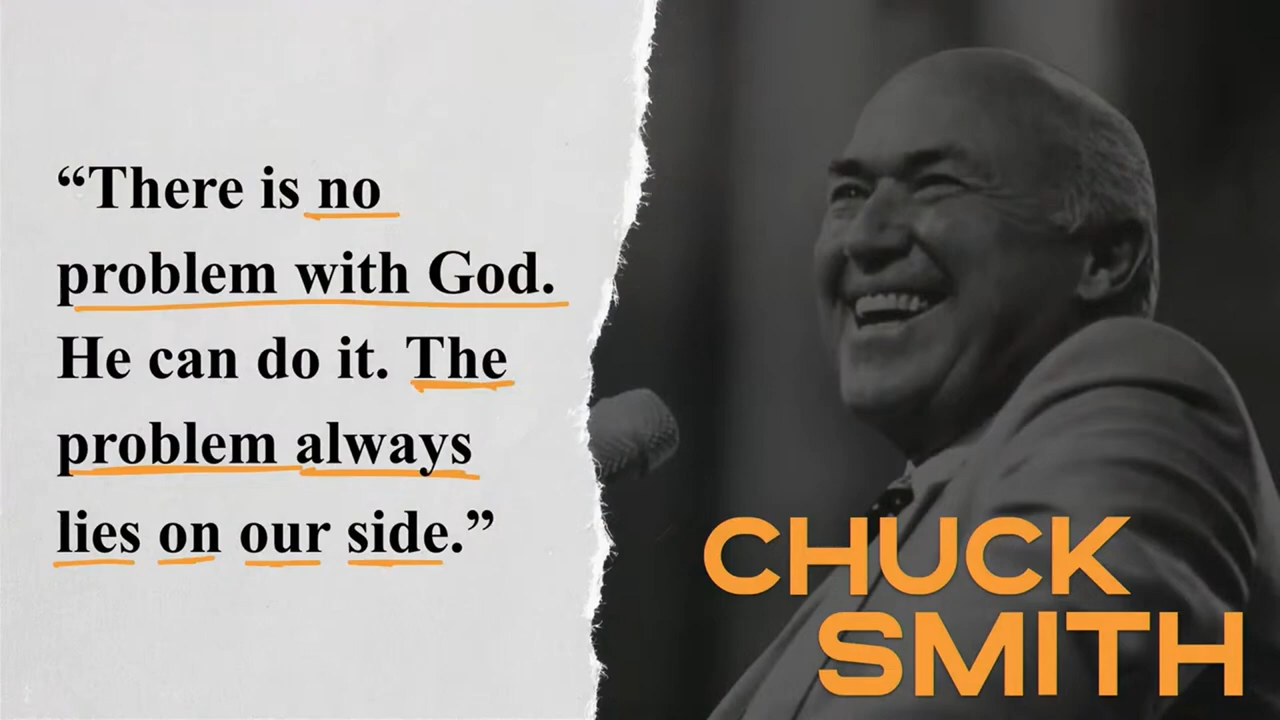 “There is no
problem with God.
He can do it. The
problem always
lies on our side.”
CHUCK
SMITH